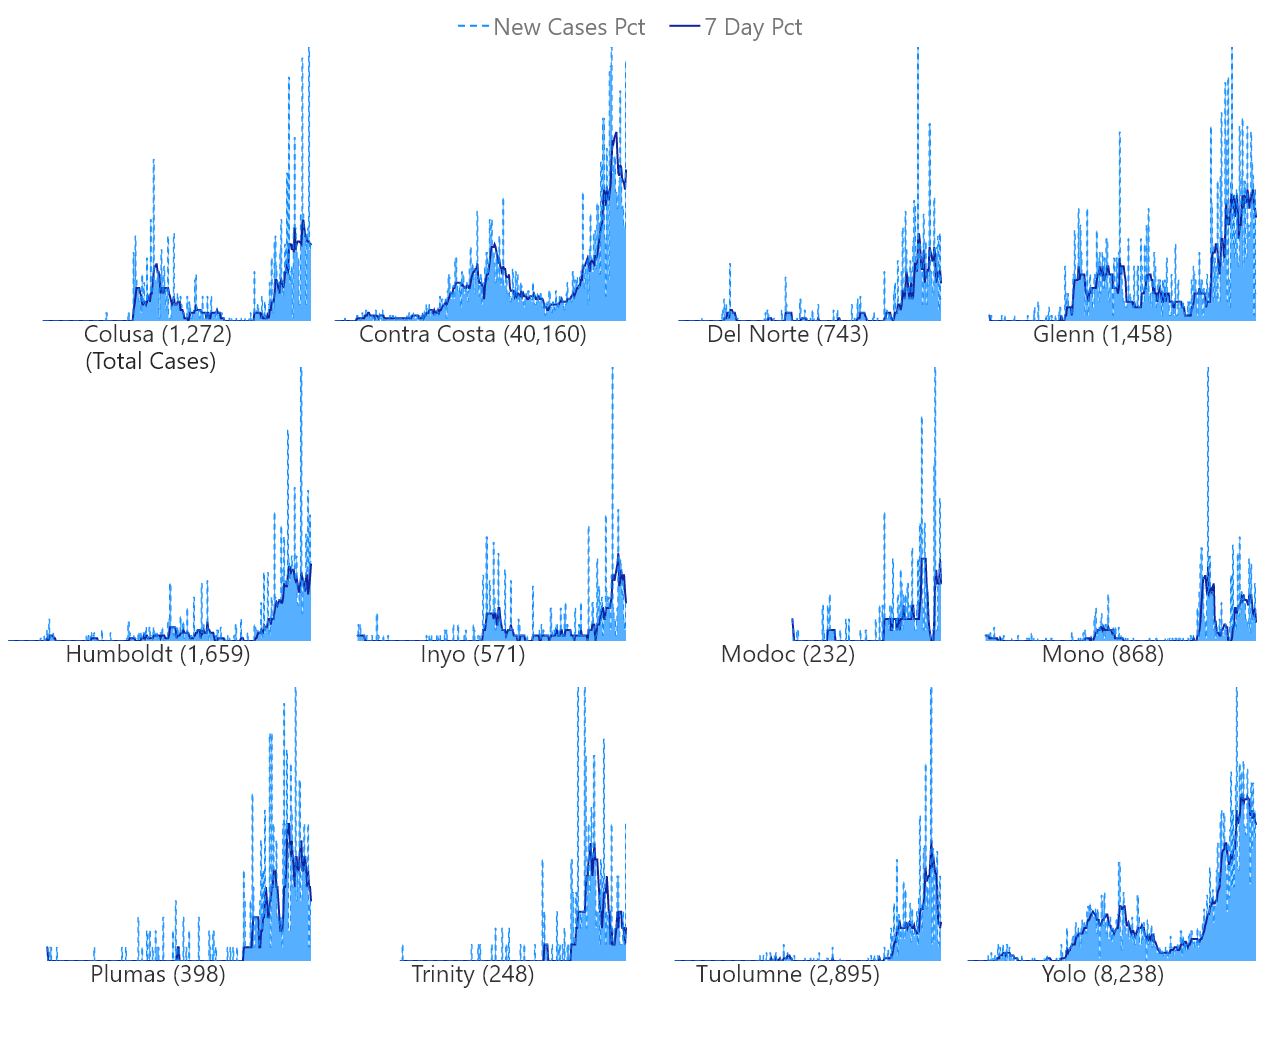 New Cases Pct 7 Day Pct
Colusa (1,272)
(Total Cases)
Contra Costa (40,160)
Del Norte (743)
Glenn (1,458)
Humboldt (1,659)
Inyo (571)
Modoc (232)
Mono (868)
Plumas (398)
Trinity (248)
Tuolumne (2,895)
Yolo (8,238)